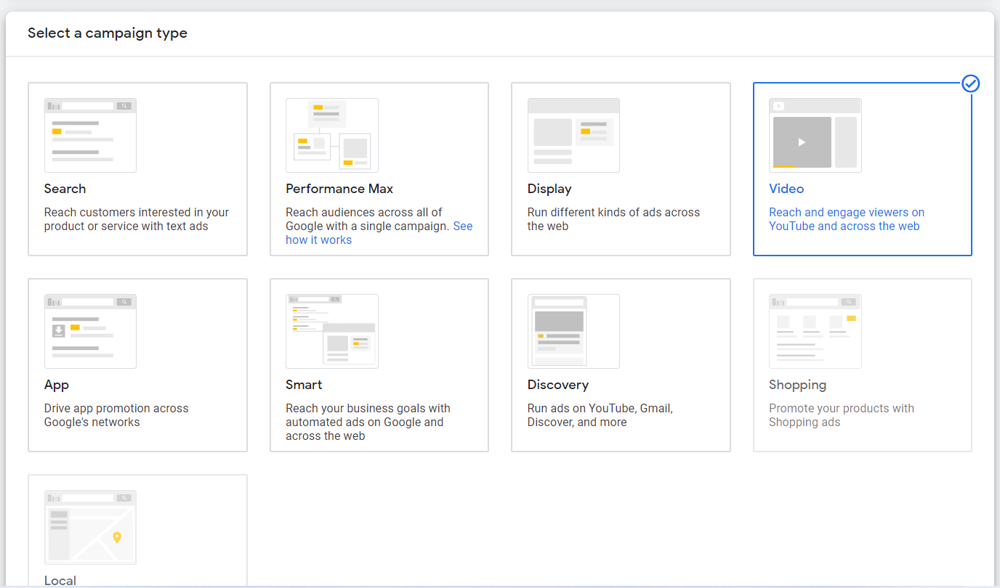 Select a campaign type
Search
Reach customers interested in your
product or service with text ads
Performance Max
Reach audiences across all of
Google with a single campaign. See
how it works
Display
Run different kinds of ads across
the web
Video
Reach and engage viewers on
YouTube and across the web
App
Drive app promotion across
Google's networks
Smart
Reach your business goals with
automated ads on Google and
across the web
Discovery
Run ads on YouTube, Gmail,
Discover, and more
Shopping
Promote your products with
Shopping ads
Local